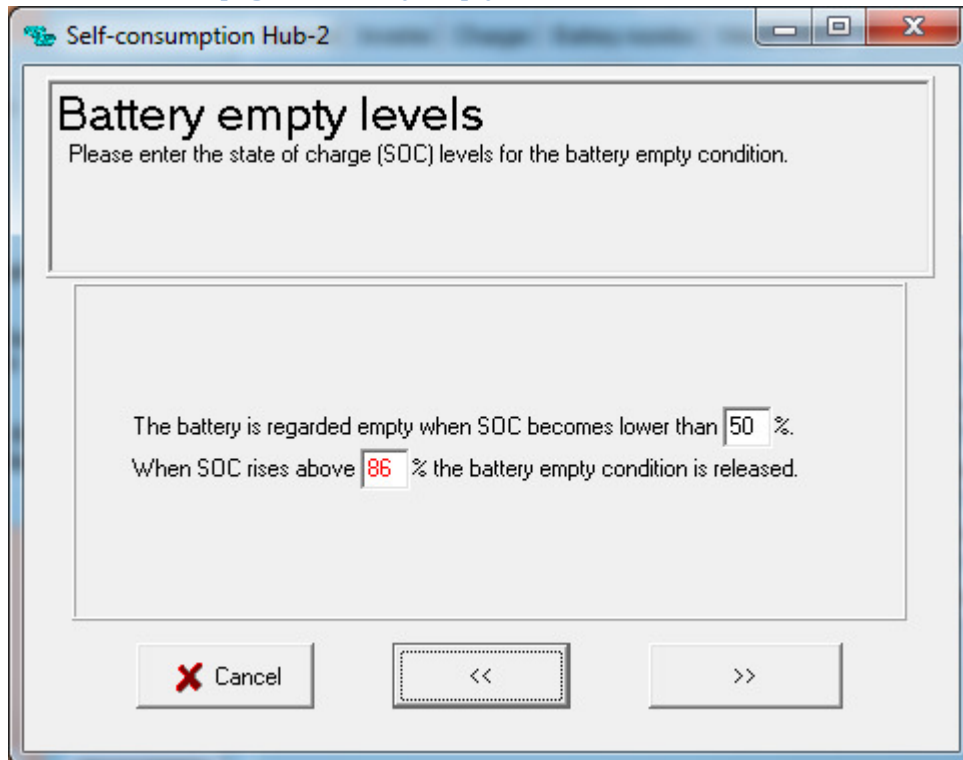 Self-consumption Hub-2
Battery empty levels
Please enter the state of charge (SOC) levels for the battery empty condition.
The battery is regarded empty when SOC becomes lower than 50 %.
When SOC rises above 86 % the battery empty condition is released.
Cancel
<<
>>